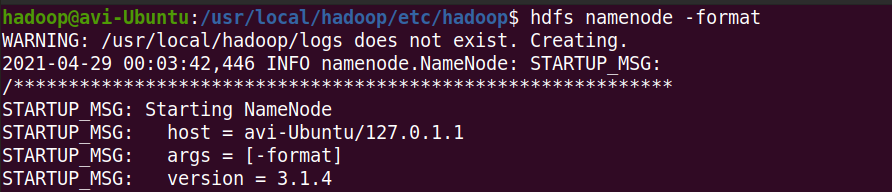 hadoop@avi-Ubuntu:/usr/local/hadoop/etc/hadoop$ hdfs namenode -format
WARNING: /usr/local/hadoop/logs does not exist. Creating.
2021-04-29 00:03:42,446 INFO namenode.NameNode: STARTUP_MSG:
/************************************************************
STARTUP_MSG: Starting NameNode
STARTUP_MSG:   host = avi-Ubuntu/127.0.1.1
STARTUP_MSG:   args = [-format]
STARTUP_MSG:   version = 3.1.4